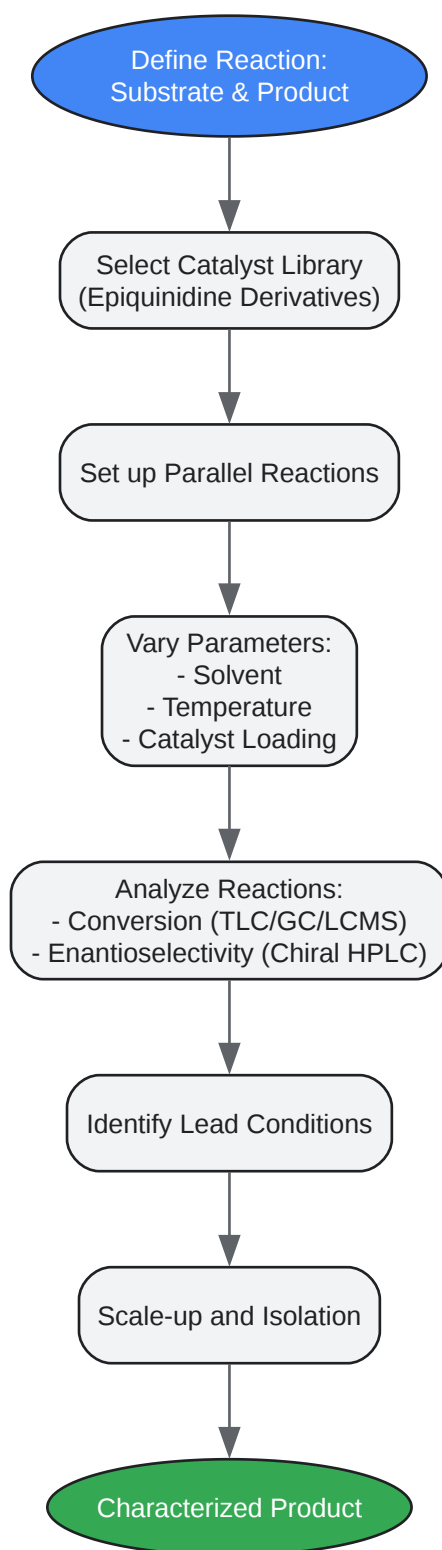 Define Reaction:
Substrate & Product
Select Catalyst Library
(Epiquinidine Derivatives)
Set up Parallel Reactions
Vary Parameters:
- Solvent
- Temperature
- Catalyst Loading
Analyze Reactions:
- Conversion (TLC/GC/LCMS)
- Enantioselectivity (Chiral HPLC)
Identify Lead Conditions
Scale-up and Isolation
Characterized Product